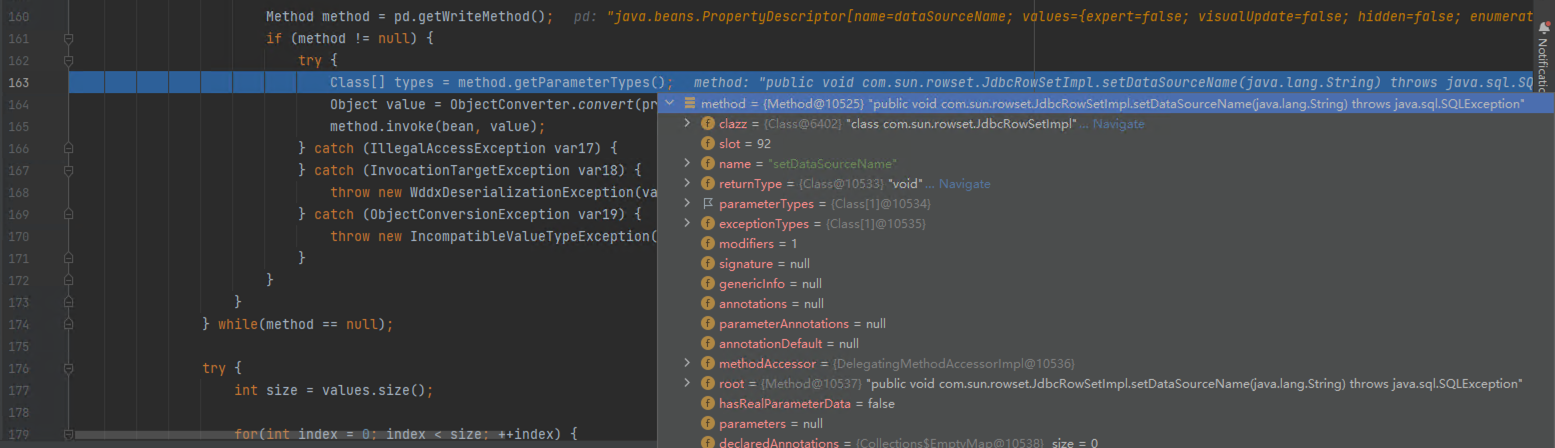 160 Method method = pd.getWriteMethod(); pd: "java.beans.PropertyDescriptor[name=dataSourceName; values={expert=false; visualUpdate=false; hidden=false; enumerat
161 if (method != null) {
162 try {
163 Class[] types = method.getParameterTypes(); method: "public void com.sun.rowset.JdbcRowSetImpl.setDataSourceName(java.lang.String) throws java.sql.SQ
164 Object value = ObjectConverter.convert(pr
165 method.invoke(bean, value);
166 } catch (IllegalAccessException var17) {
167 } catch (InvocationTargetException var18) {
168 throw new WddxDeserializationException(va
169 } catch (ObjectConversionException var19) {
170 throw new IncompatibleValueTypeException(
171 }
172 }
173 }
174 } while(method == null);
175
176 try {
177 int size = values.size();
178
179 for(int index = 0; index < size; ++index) {
method = {Method@10525} "public void com.sun.rowset.JdbcRowSetImpl.setDataSourceName(java.lang.String) throws java.sql.SQLException"
clazz = {Class@6402} "class com.sun.rowset.JdbcRowSetImpl" ... Navigate
slot = 92
name = "setDataSourceName"
returnType = {Class@10533} "void" ... Navigate
parameterTypes = {Class[1]@10534}
exceptionTypes = {Class[1]@10535}
modifiers = 1
signature = null
genericInfo = null
annotations = null
parameterAnnotations = null
annotationDefault = null
methodAccessor = {DelegatingMethodAccessorImpl@10536}
root = {Method@10537} "public void com.sun.rowset.JdbcRowSetImpl.setDataSourceName(java.lang.String) throws java.sql.SQLException"
hasRealParameterData = false
parameters = null
declaredAnnotations = {Collections$EmptyMap@10538} size = 0
Notificatio